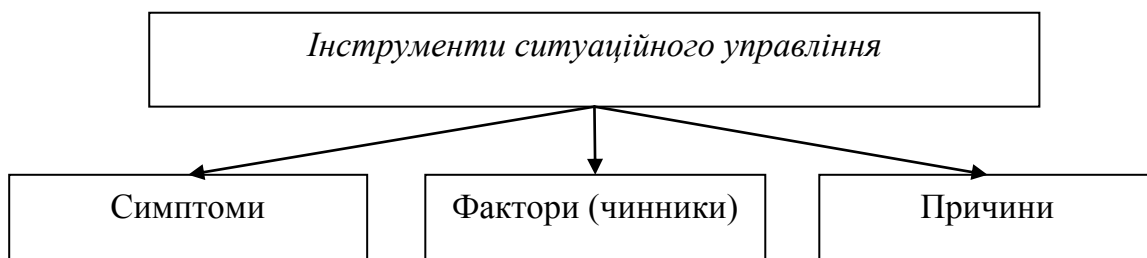 Інструменти ситуаційного управління
Симптоми
Фактори (чинники)
Причини